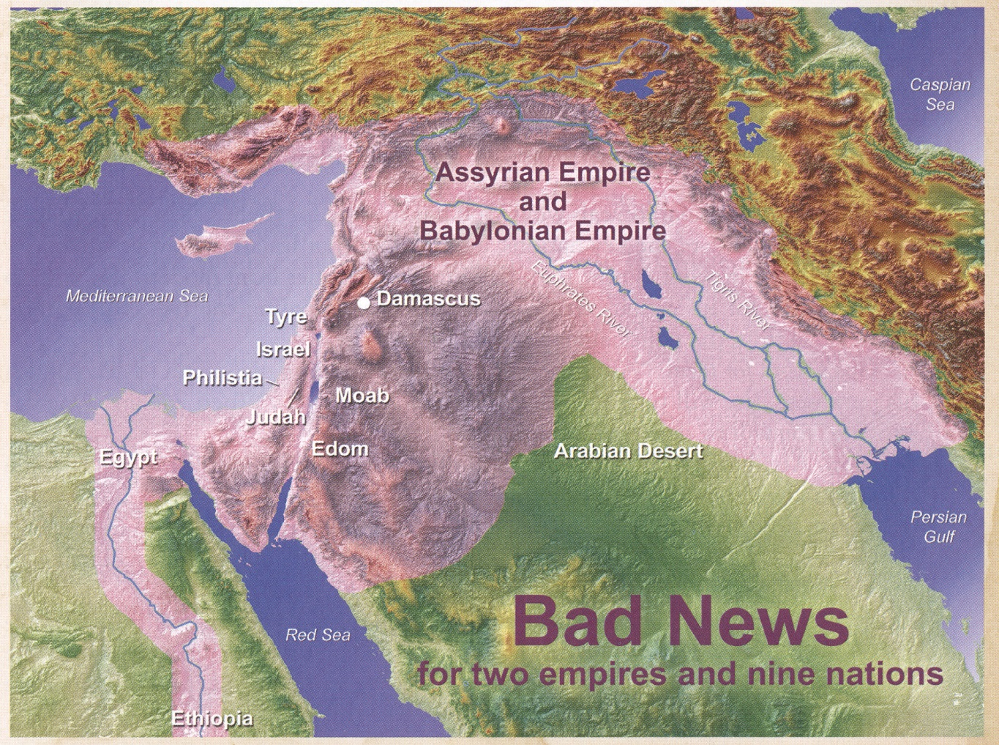 Caspian
Sea
Assyrian Empire
and
Babylonian Empire
Mediterranean Sea
Euphrates River
Tigris River
Damascus
Tyre
Israel
Philistia
Moab
Judah
Edom
Egypt
Arabian Desert
Persian
Gulf
Red Sea
Bad News
for two empires and nine nations
Ethiopia